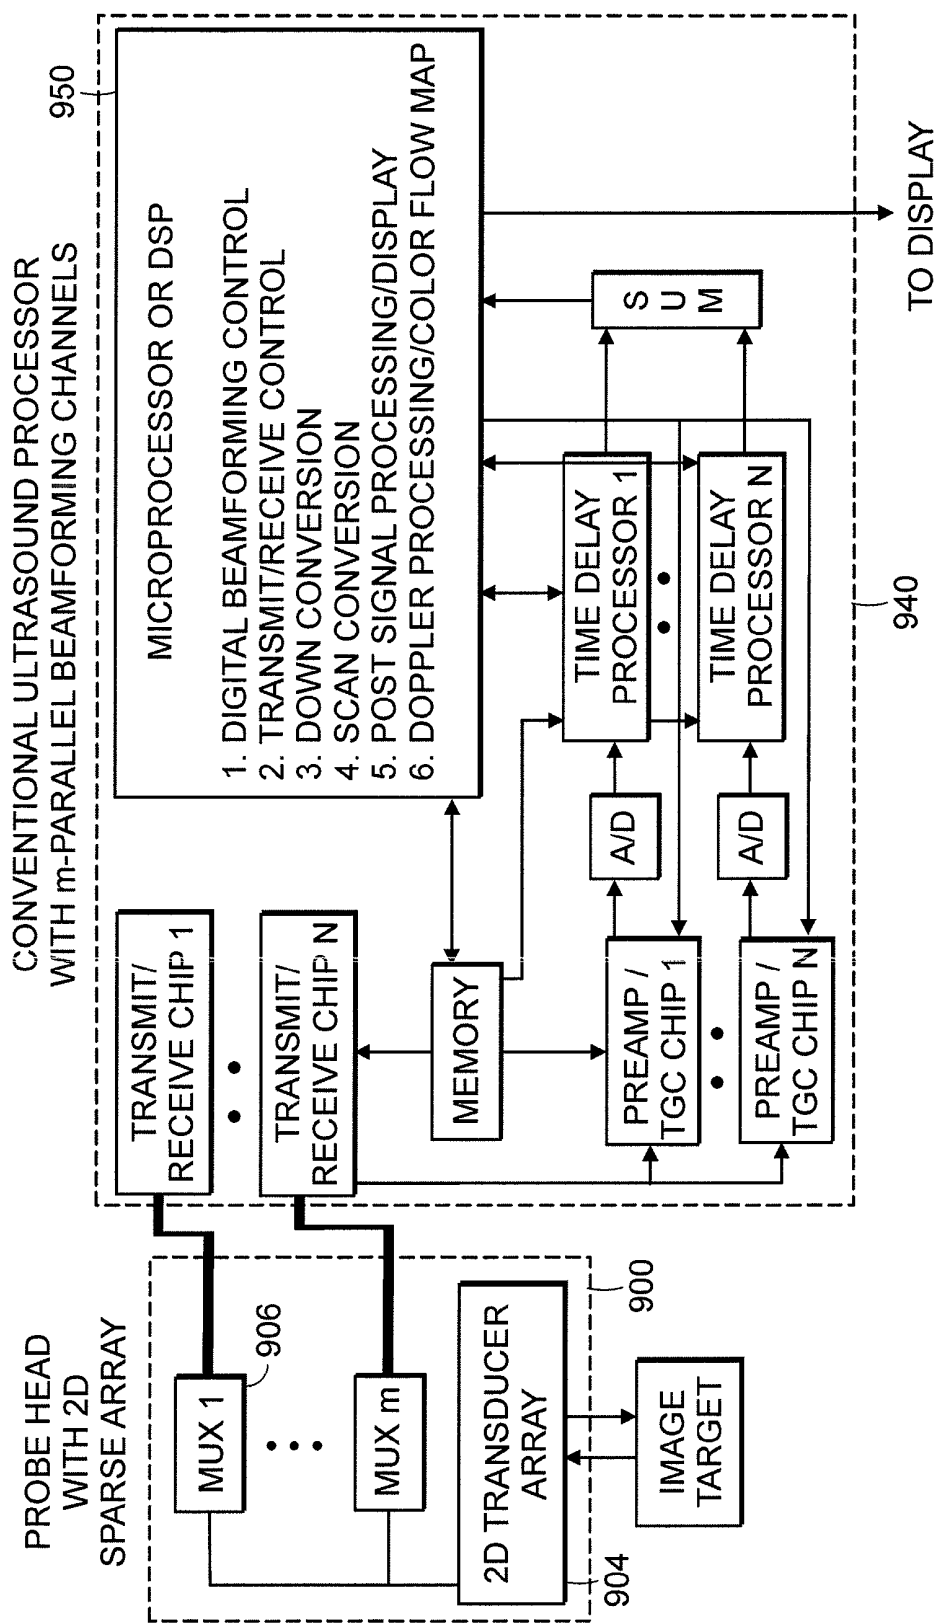 PROBE HEAD
WITH 2D
SPARSE ARRAY
MUX 1
906
MUX m
2D TRANSDUCER
ARRAY
904
900
IMAGE
TARGET
CONVENTIONAL ULTRASOUND PROCESSOR
WITH m-PARALLEL BEAMFORMING CHANNELS
TRANSMIT/
RECEIVE CHIP 1
TRANSMIT/
RECEIVE CHIP N
MEMORY
PREAMP /
TGC CHIP 1
PREAMP /
TGC CHIP N
A/D
A/D
TIME DELAY
PROCESSOR 1
TIME DELAY
PROCESSOR N
SUM
950
MICROPROCESSOR OR DSP
1. DIGITAL BEAMFORMING CONTROL
2. TRANSMIT/RECEIVE CONTROL
3. DOWN CONVERSION
4. SCAN CONVERSION
5. POST SIGNAL PROCESSING/DISPLAY
6. DOPPLER PROCESSING/COLOR FLOW MAP
940
TO DISPLAY